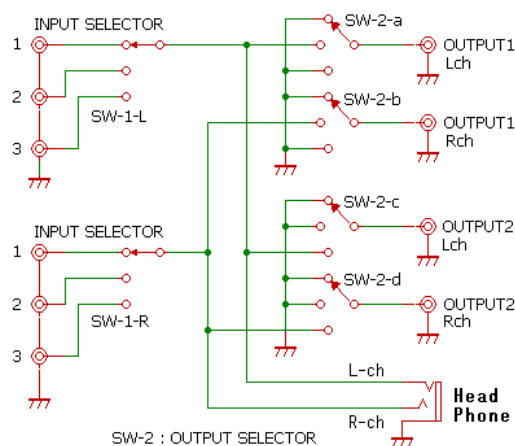 INPUT SELECTOR
1
2
3
SW-1-L
SW-2-a
OUTPUT1
Lch
SW-2-b
OUTPUT1
Rch
INPUT SELECTOR
1
2
3
SW-1-R
SW-2-c
OUTPUT2
Lch
SW-2-d
OUTPUT2
Rch
L-ch
R-ch
Head
Phone
SW-2 : OUTPUT SELECTOR